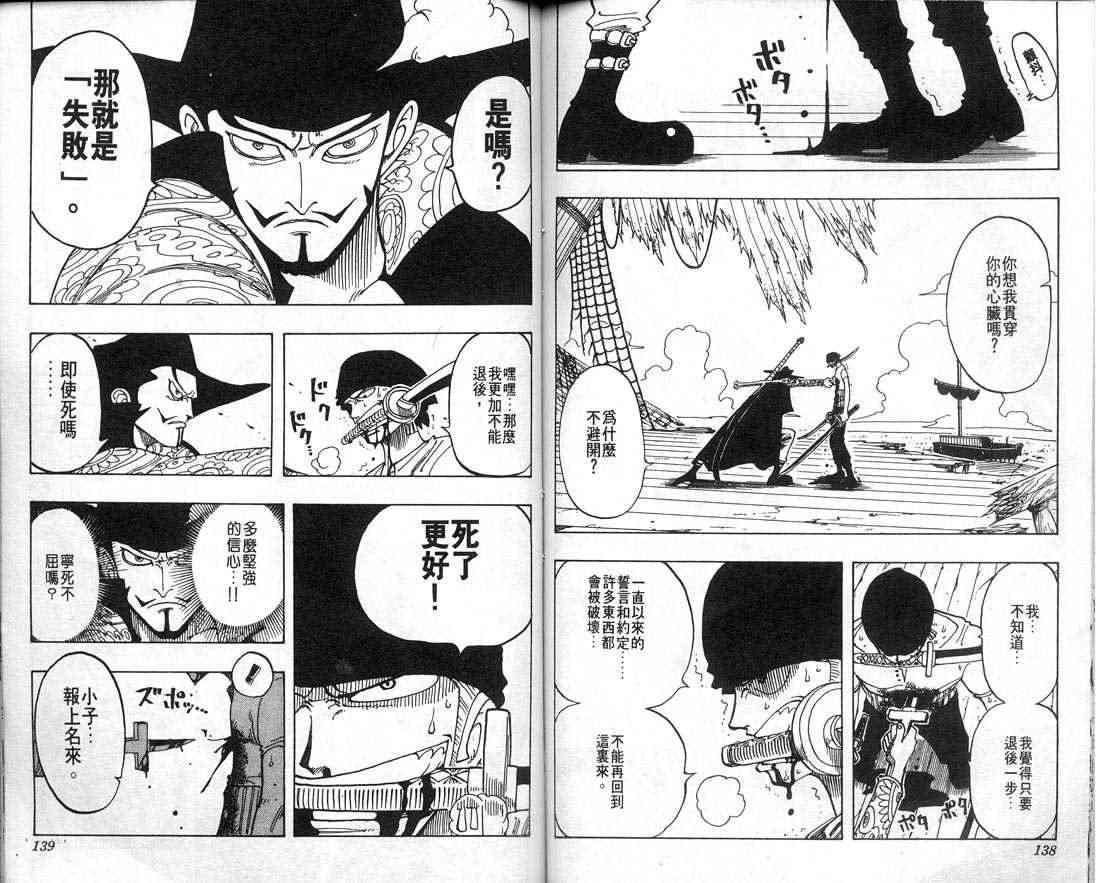 顫抖…
ボタ
ボタ…
你想我貫穿
你的心臟嗎？
為什麼
不避開？
我…
不知道…
我覺得只要
退後一步…
ボタ
ボタ
一直以來的
誓言和約定……
許多東西都
會被破壞…
不能再回到
這裏來。
138
是嗎？
那就是
「失敗」。
嘿嘿…那麼
我更加不能
退後，
ドクッ
ドクッ
即使死嗎
……
死了
更好！
多麼堅強
的信心…!!
寧死不
屈嗎？
！
ズボッ…
小子…
報上名來。
139